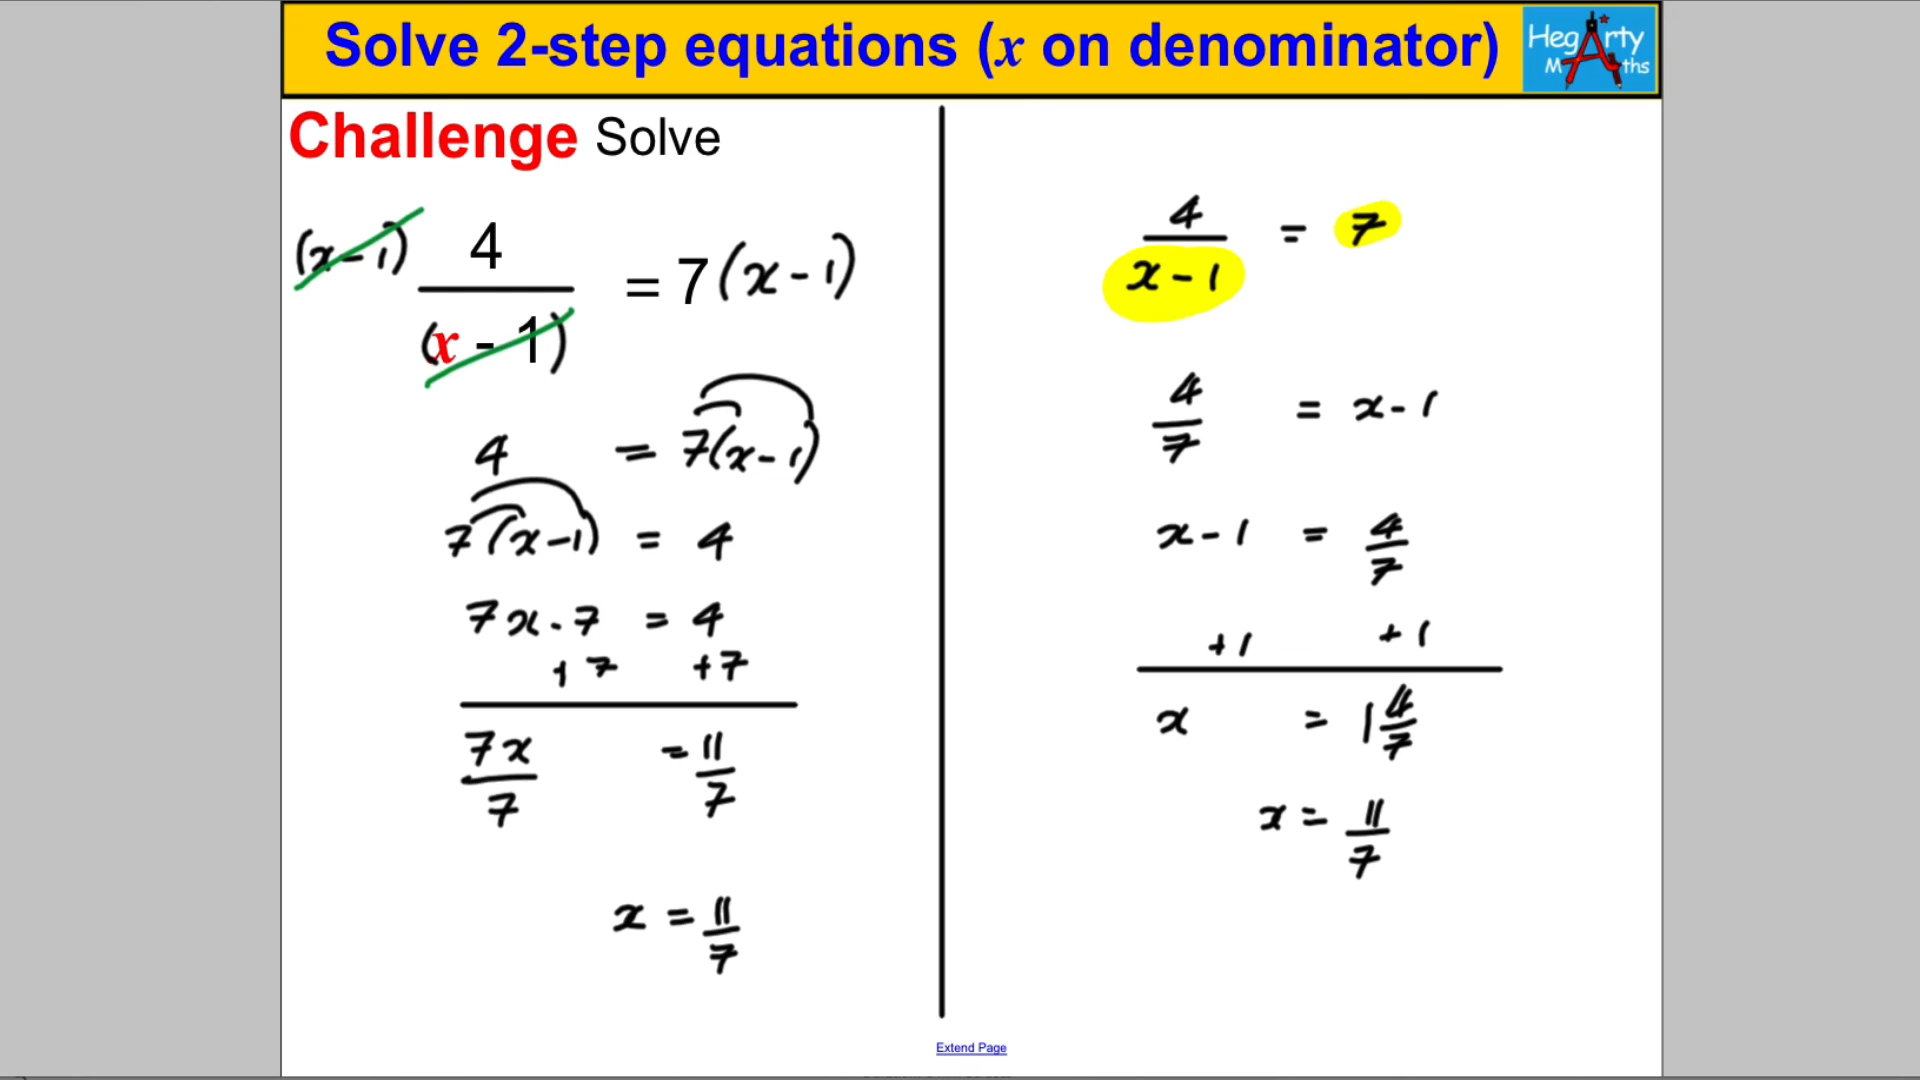 Solve 2-step equations (x on denominator)
HegArty
Maths
Challenge Solve
(x-1) 4 / (x - 1) = 7 (x-1)
4 = 7(x-1)
7(x-1) = 4
7x-7 = 4
+7 +7
7x/7 = 11/7
x = 11/7
4/x-1 = 7
4/7 = x-1
x-1 = 4/7
+1 +1
x = 1 4/7
x = 11/7
Extend Page